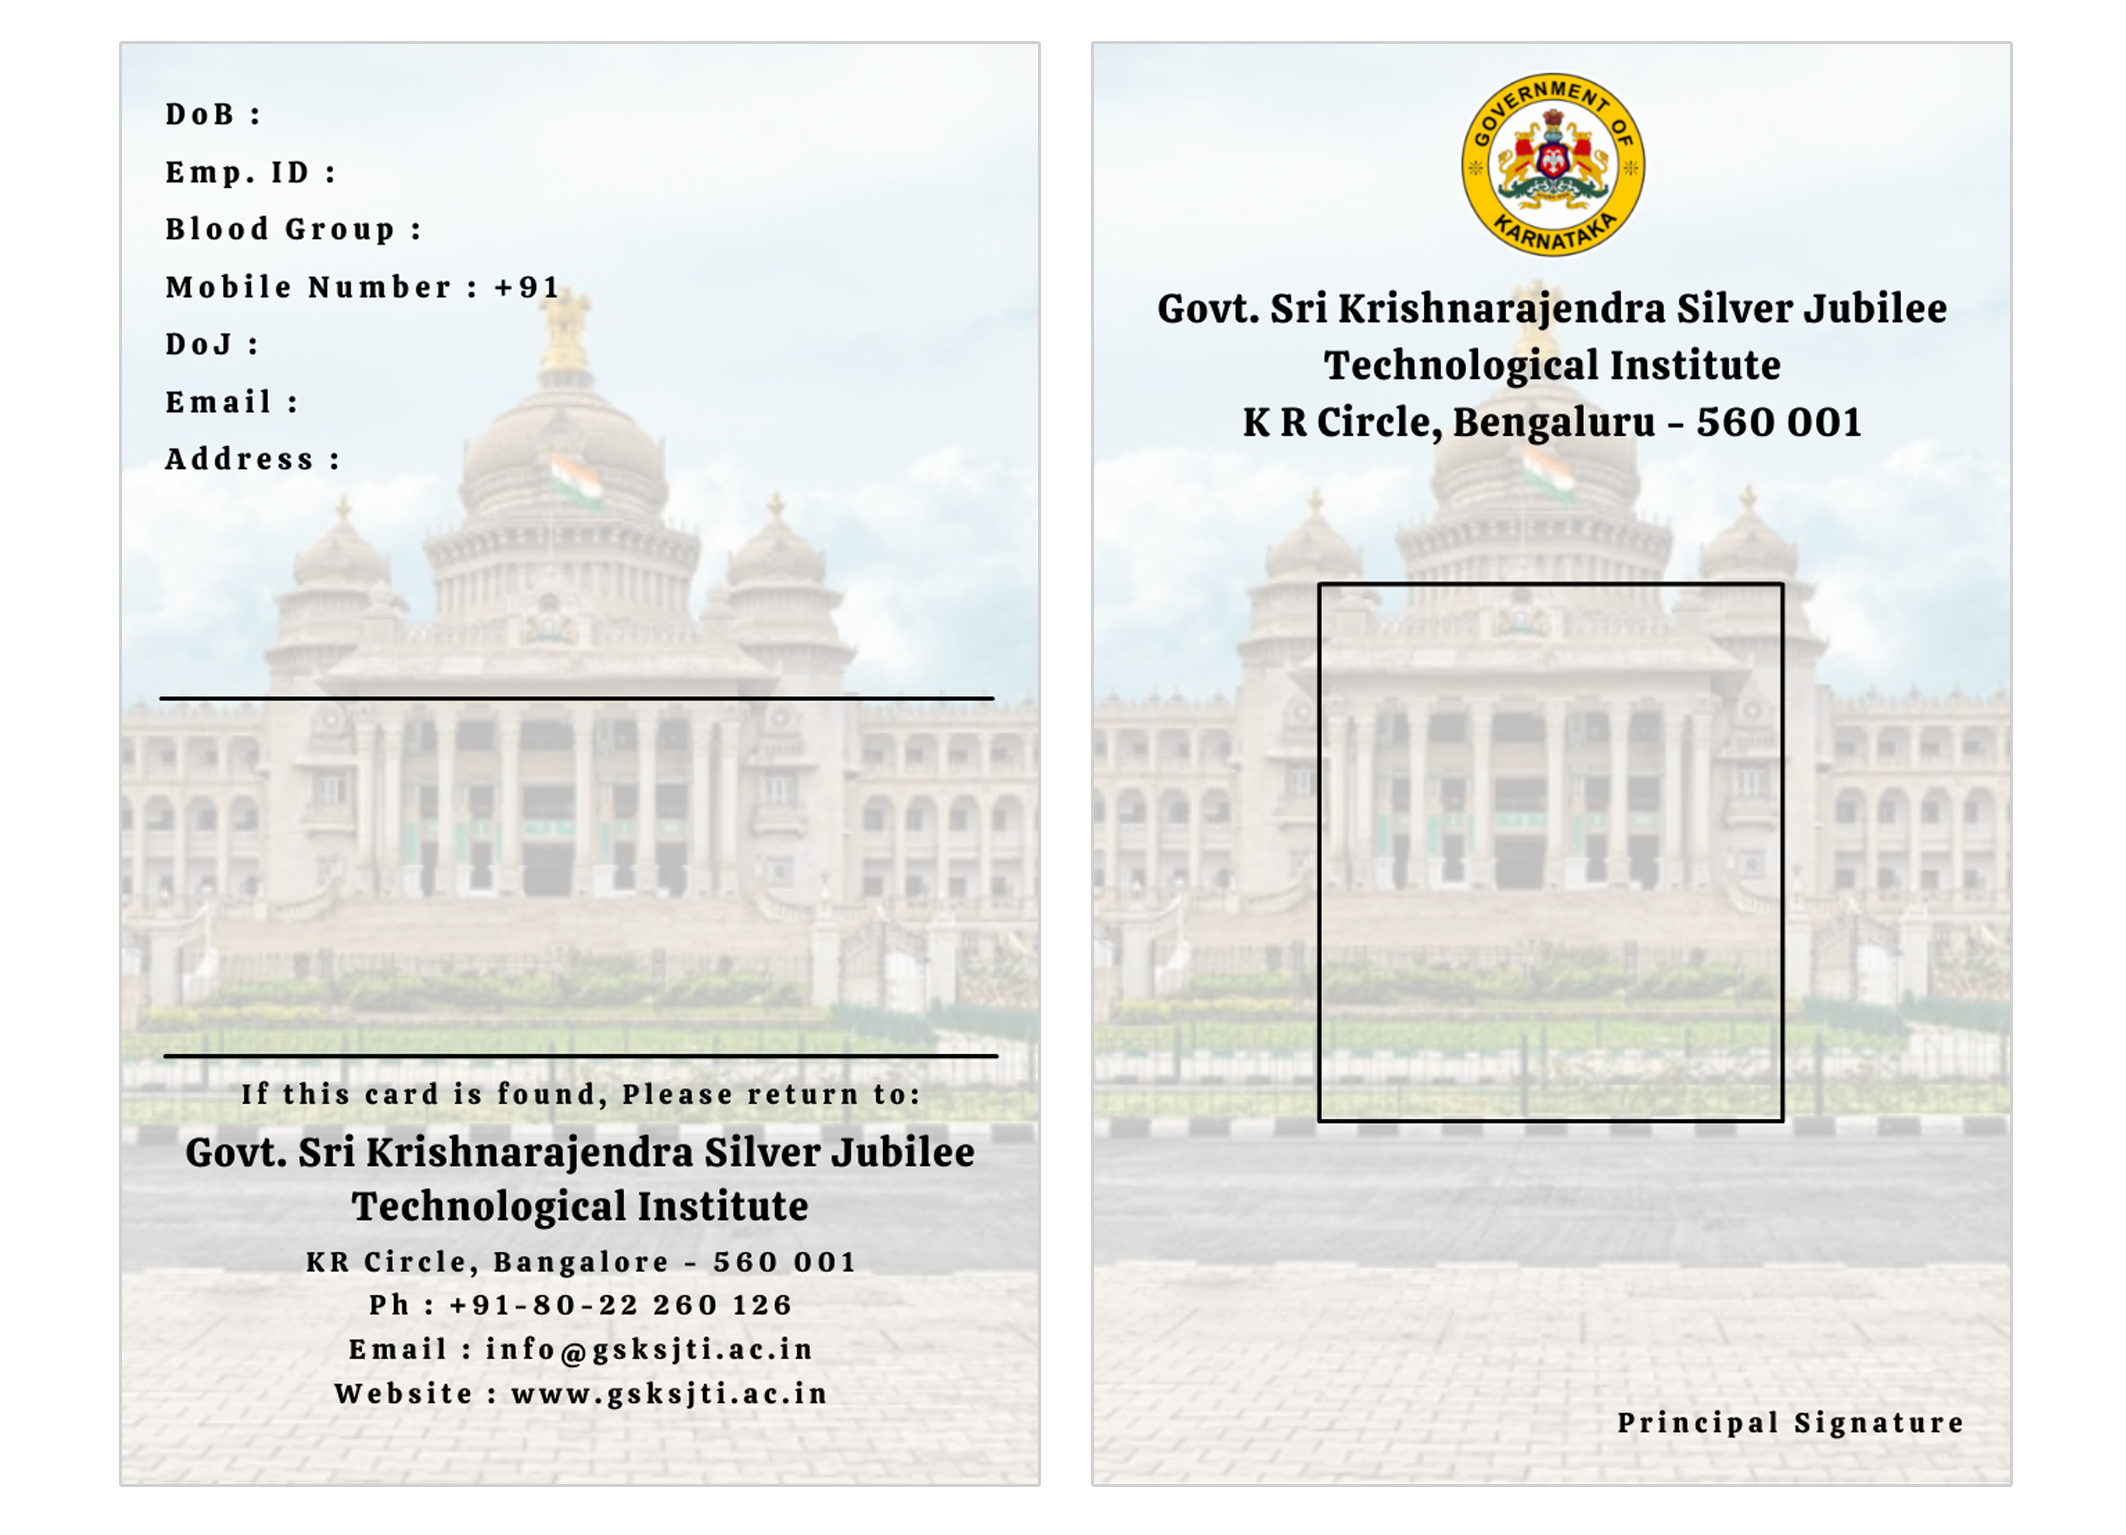 DoB :
Emp. ID :
Blood Group :
Mobile Number : +91
DoJ :
Email :
Address :
If this card is found, Please return to:
Govt. Sri Krishnarajendra Silver Jubilee
Technological Institute
KR Circle, Bangalore - 560 001
Ph : +91-80-22 260 126
Email : info@gsksjti.ac.in
Website : www.gsksjti.ac.in
GOVERNMENT OF
KARNATAKA
Govt. Sri Krishnarajendra Silver Jubilee
Technological Institute
K R Circle, Bengaluru - 560 001
Principal Signature